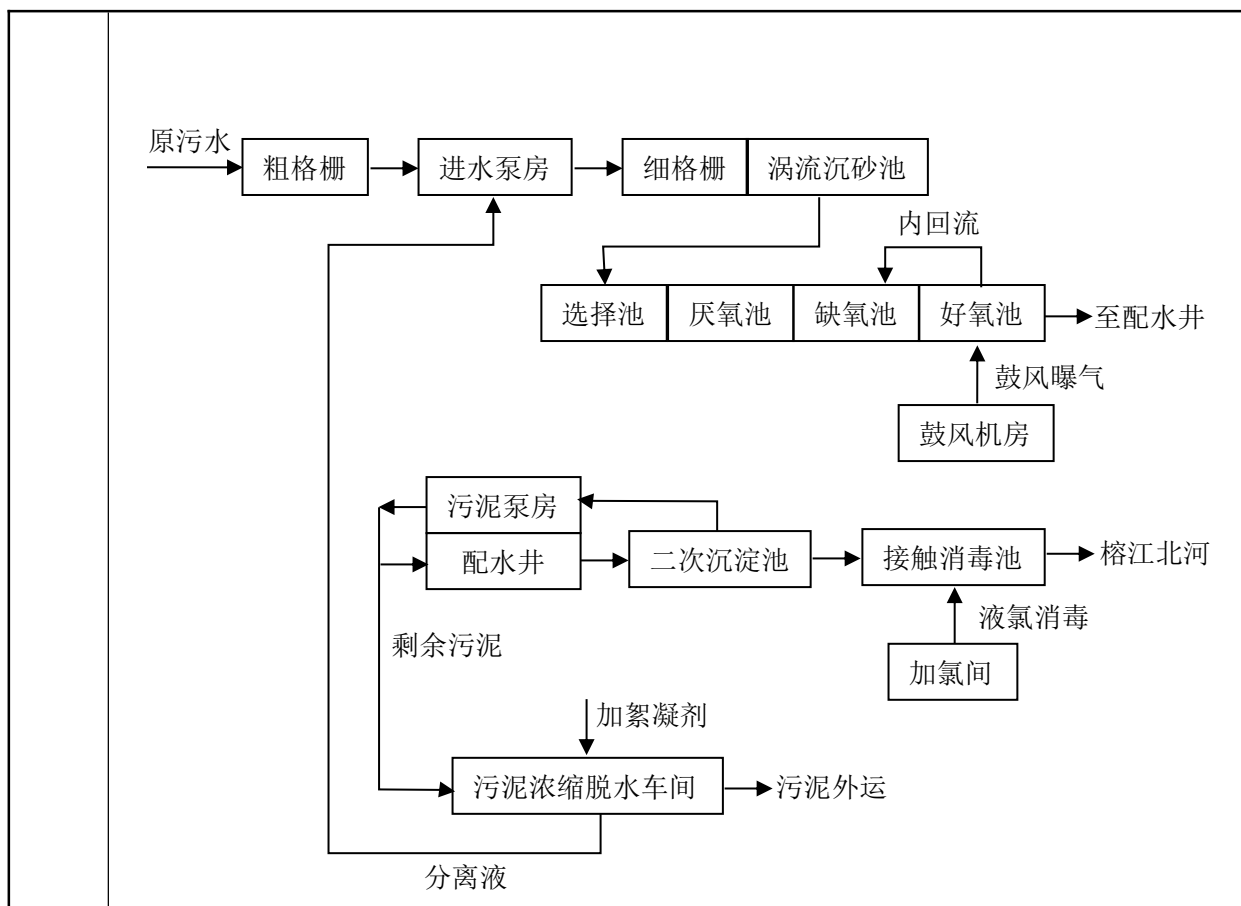 原污水
粗格栅
进水泵房
细格栅
涡流沉砂池
内回流
选择池
厌氧池
缺氧池
好氧池
至配水井
鼓风曝气
鼓风机房
污泥泵房
配水井
二次沉淀池
接触消毒池
榕江北河
液氯消毒
剩余污泥
加氯间
加絮凝剂
污泥浓缩脱水车间
污泥外运
分离液